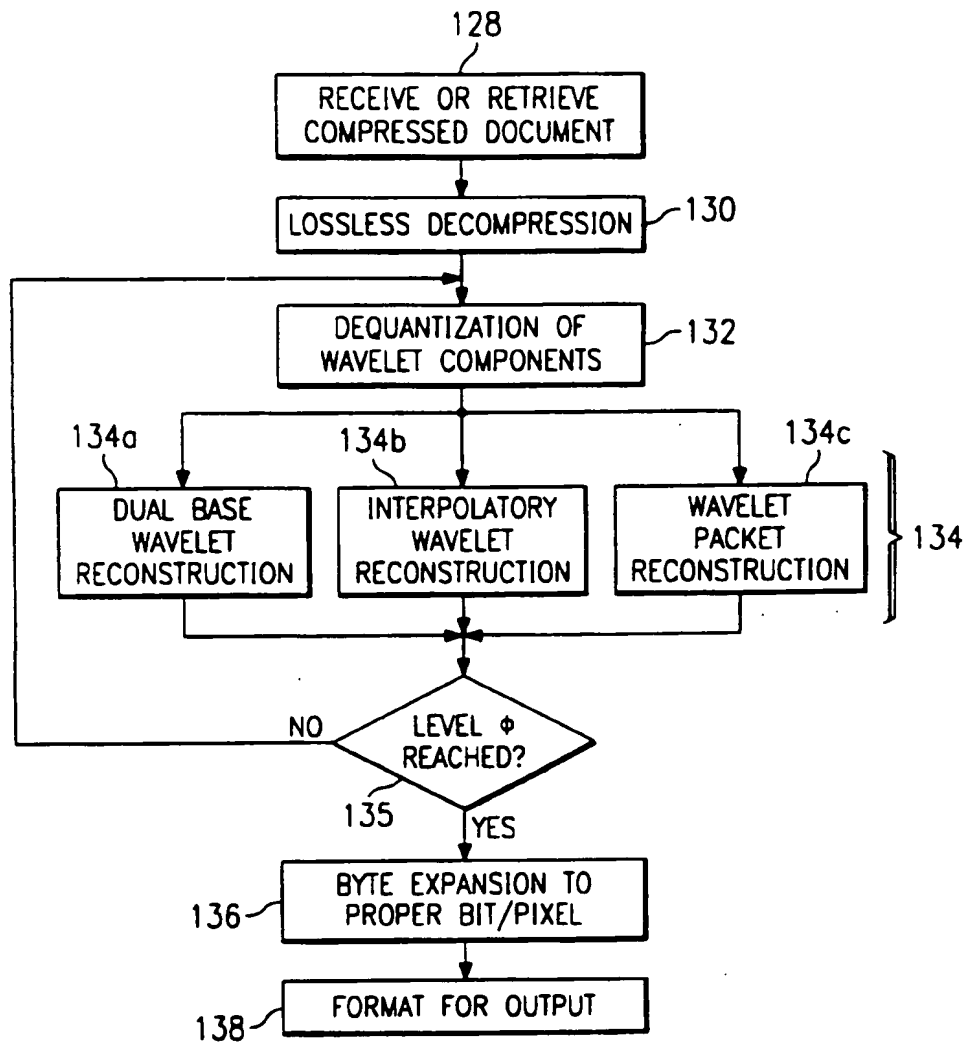 128
RECEIVE OR RETRIEVE
COMPRESSED DOCUMENT
LOSSLESS DECOMPRESSION
130
DEQUANTIZATION OF
WAVELET COMPONENTS
132
134a
134b
134c
DUAL BASE
WAVELET
RECONSTRUCTION
INTERPOLATORY
WAVELET
RECONSTRUCTION
WAVELET
PACKET
RECONSTRUCTION
134
NO
LEVEL Φ
REACHED?
135
YES
BYTE EXPANSION TO
PROPER BIT/PIXEL
136
FORMAT FOR OUTPUT
138